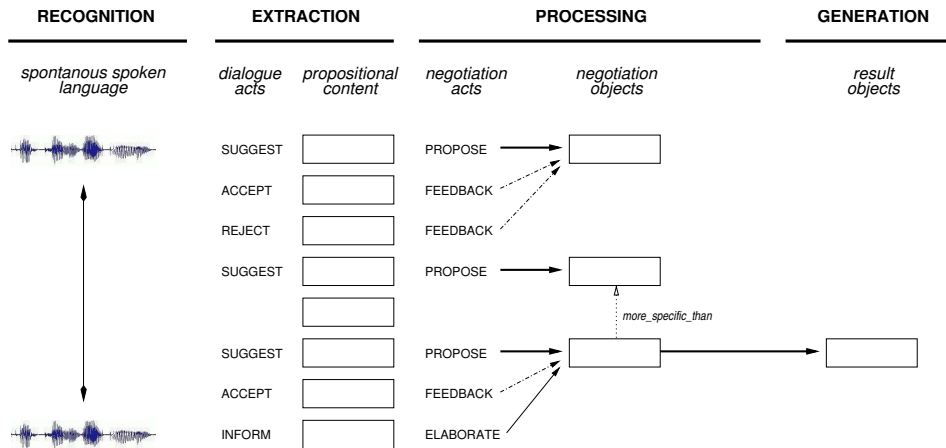 RECOGNITION EXTRACTION PROCESSING GENERATION
spontanous spoken language dialogue acts propositional content negotiation acts negotiation objects result objects
SUGGEST PROPOSE
ACCEPT FEEDBACK
REJECT FEEDBACK
SUGGEST PROPOSE
more_specific_than
SUGGEST PROPOSE
ACCEPT FEEDBACK
INFORM ELABORATE